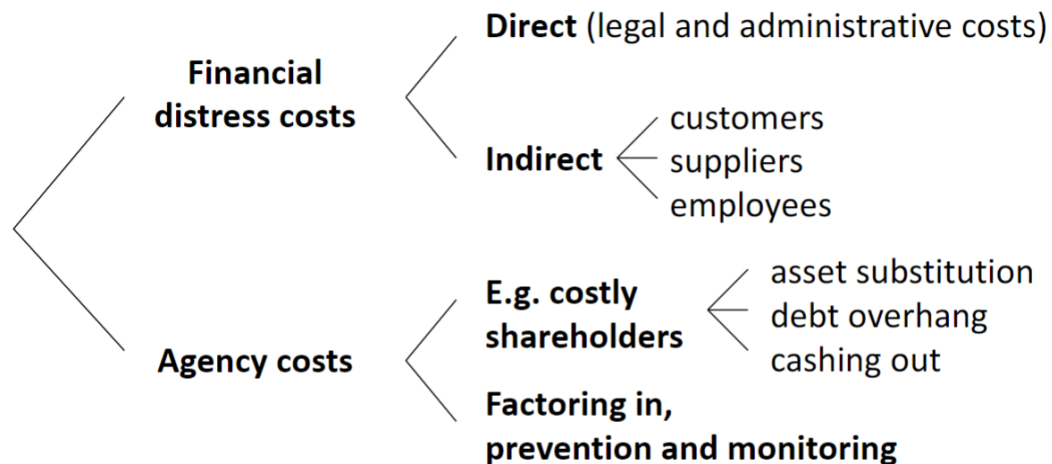 Direct (legal and administrative costs)
Financial
distress costs
customers
Indirect
suppliers
employees
E.g. costly
shareholders
asset substitution
debt overhang
cashing out
Agency costs
Factoring in,
prevention and monitoring